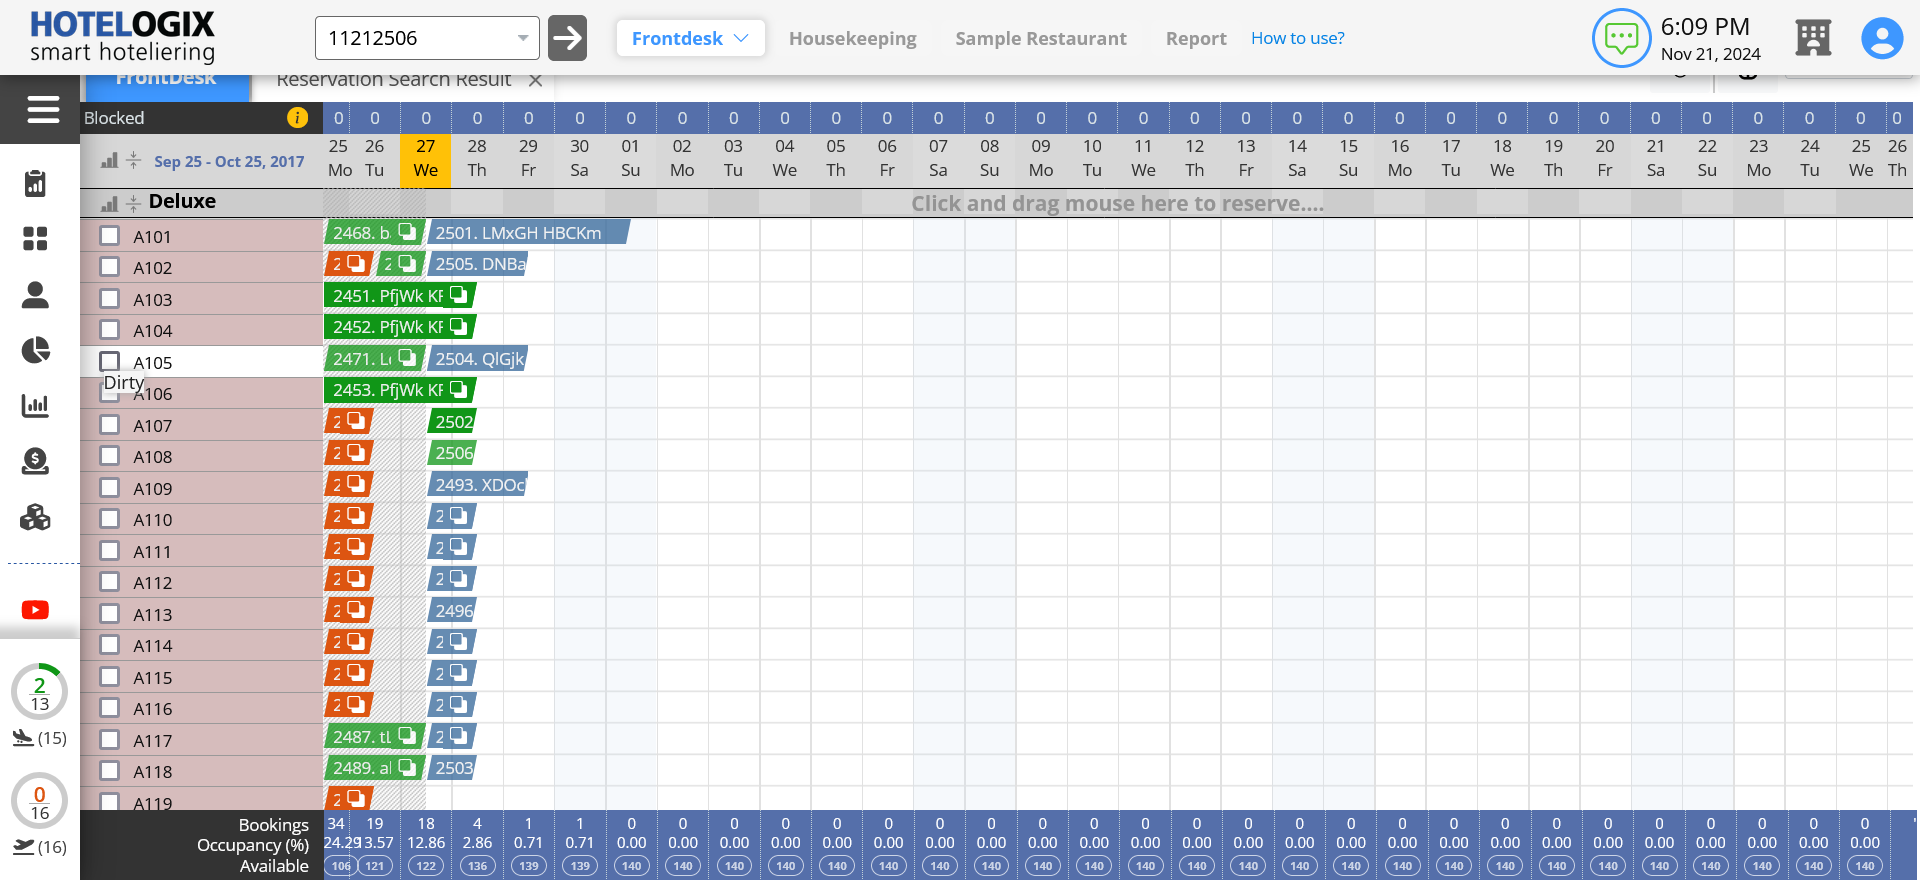 HOTELOGIX
smart hoteliering
11212506
Frontdesk
Housekeeping
Sample Restaurant
Report
How to use?
6:09 PM
Nov 21, 2024
FrontDesk
Reservation Search Result
Blocked
0 0 0 0 0 0 0 0 0 0 0 0 0 0 0 0 0 0 0 0 0 0 0 0 0 0 0 0 0 0 0 0
Sep 25 - Oct 25, 2017
25 26 27 28 29 30 01 02 03 04 05 06 07 08 09 10 11 12 13 14 15 16 17 18 19 20 21 22 23 24 25 26
Mo Tu We Th Fr Sa Su Mo Tu We Th Fr Sa Su Mo Tu We Th Fr Sa Su Mo Tu We Th Fr Sa Su Mo Tu We Th
Deluxe
Click and drag mouse here to reserve....
A101 2468. b 2501. LMxGH HBCKm
A102 2 2 2505. DNBa
A103 2451. PfjWk KF
A104 2452. PfjWk KF
A105 2471. L 2504. QlGjk
Dirty
A106 2453. PfjWk KF
A107 2 2502
A108 2 2506
A109 2 2493. XDOc
A110 2 2
A111 2 2
A112 2 2
A113 2 2496
A114 2 2
A115 2 2
A116 2 2
A117 2487. tL 2
A118 2489. al 2503
A119 2
2
13
(15)
0
16
(16)
Bookings 34 19 18 4 1 1 0 0 0 0 0 0 0 0 0 0 0 0 0 0 0 0 0 0 0 0 0 0 0 0 0
Occupancy (%) 24.29 13.57 12.86 2.86 0.71 0.71 0.00 0.00 0.00 0.00 0.00 0.00 0.00 0.00 0.00 0.00 0.00 0.00 0.00 0.00 0.00 0.00 0.00 0.00 0.00 0.00 0.00 0.00 0.00 0.00 0.00
Available 106 121 122 136 139 139 140 140 140 140 140 140 140 140 140 140 140 140 140 140 140 140 140 140 140 140 140 140 140 140 140